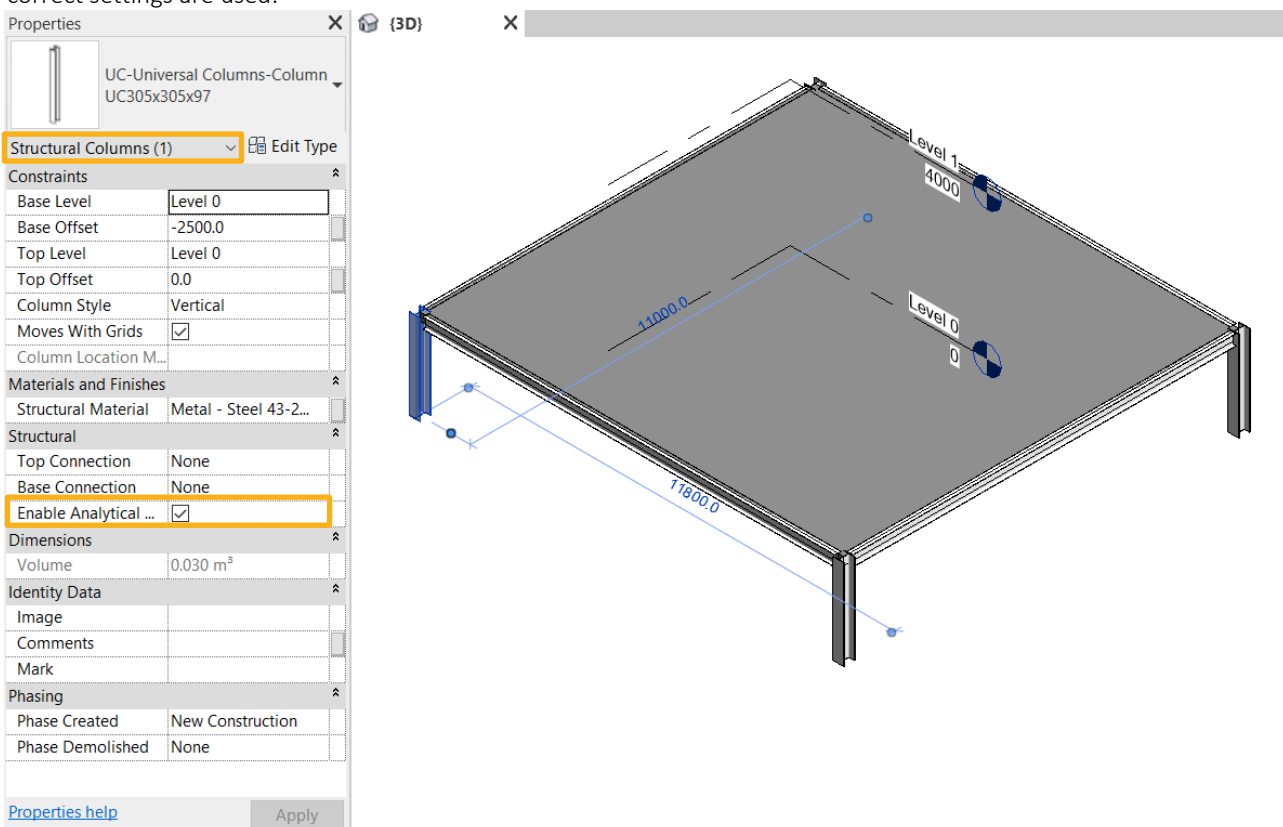 correct settings are used?
Properties
{3D}
UC-Universal Columns-Column
UC305x305x97
Structural Columns (1)
Edit Type
Constraints
Base Level Level 0
Base Offset -2500.0
Top Level Level 0
Top Offset 0.0
Column Style Vertical
Moves With Grids
Column Location M...
Materials and Finishes
Structural Material Metal - Steel 43-2...
Structural
Top Connection None
Base Connection None
Enable Analytical ...
Dimensions
Volume 0.030 m³
Identity Data
Image
Comments
Mark
Phasing
Phase Created New Construction
Phase Demolished None
Properties help
Apply
Level 1
4000
11000.0
Level 0
0
11800.0